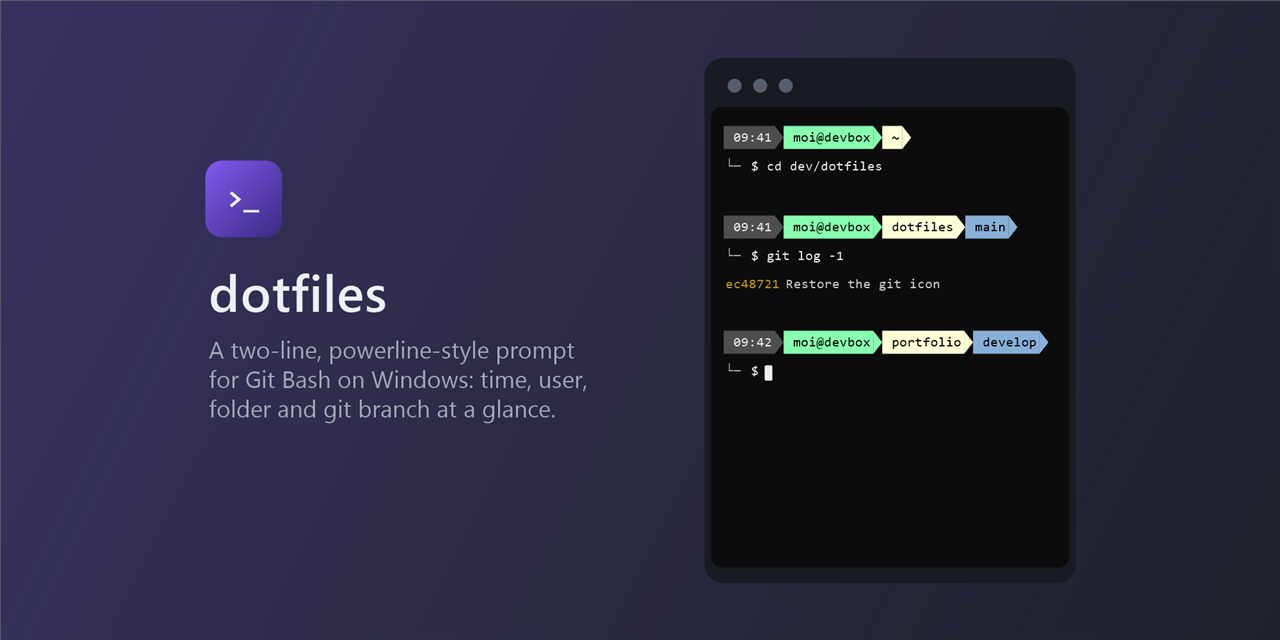 >_
dotfiles
A two-line, powerline-style prompt
for Git Bash on Windows: time, user,
folder and git branch at a glance.
09:41 moi@devbox ~
└─ $ cd dev/dotfiles
09:41 moi@devbox dotfiles main
└─ $ git log -1
ec48721 Restore the git icon
09:42 moi@devbox portfolio develop
└─ $